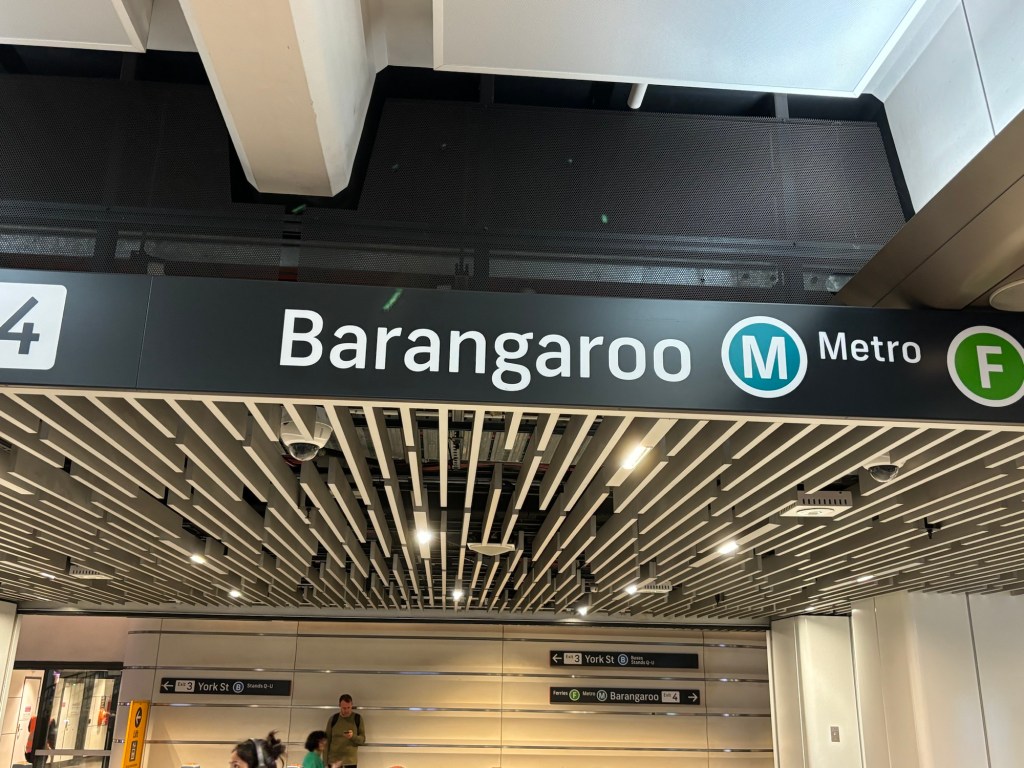 4 Barangaroo M Metro F
Exit 3 York St B Buses Stands D-U
Exit 3 York St B Stands D-U
Ferries F Metro M Barangaroo Exit 4